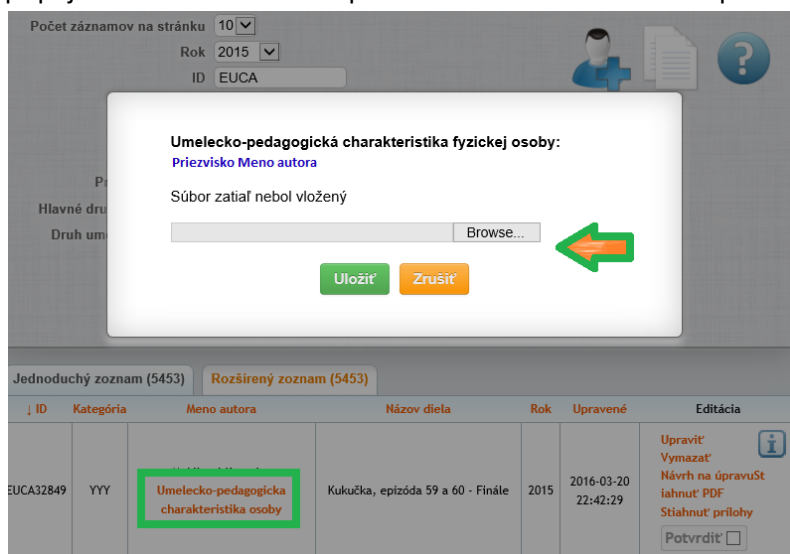 Počet záznamov na stránku 10
Rok 2015
ID EUCA
Umelecko-pedagogická charakteristika fyzickej osoby:
Priezvisko Meno autora
Súbor zatiaľ nebol vložený
Browse...
Uložiť Zrušiť
Hlavné dru
Druh um
Jednoduchý zoznam (5453) Rozšírený zoznam (5453)
↓ ID Kategória Meno autora Názov diela Rok Upravené Editácia
EUCA32849 YYY Umelecko-pedagogicka Kukučka, epizóda 59 a 60 - Finále 2015 2016-03-20 Upraviť
charakteristika osoby 22:42:29 Vymazať
Návrh na úpravuSt
iahnuť PDF
Stiahnuť prílohy
Potvrdiť